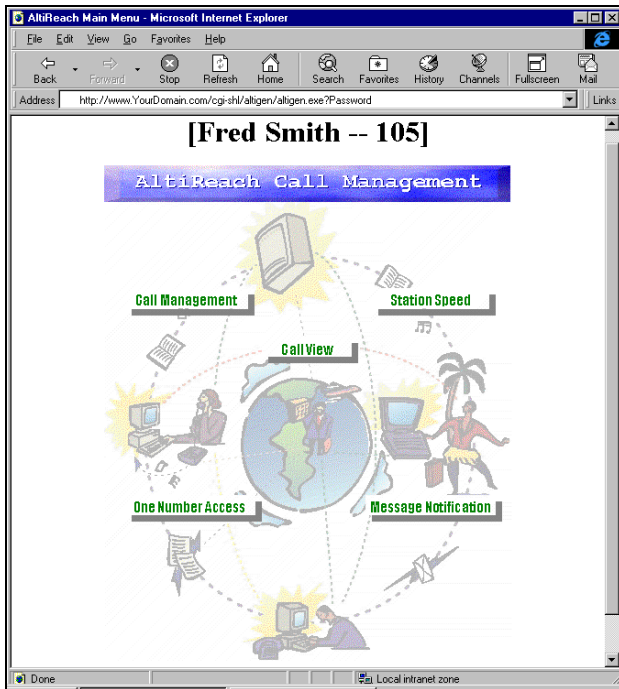 AltiReach Main Menu - Microsoft Internet Explorer
File Edit View Go Favorites Help
Back Forward Stop Refresh Home Search Favorites History Channels Fullscreen Mail
Address http://www.YourDomain.com/cgi-shl/altigen/altigen.exe?Password Links
[Fred Smith -- 105]
AltiReach Call Management
Call Management Station Speed
Call View
One Number Access Message Notification
Done Local intranet zone